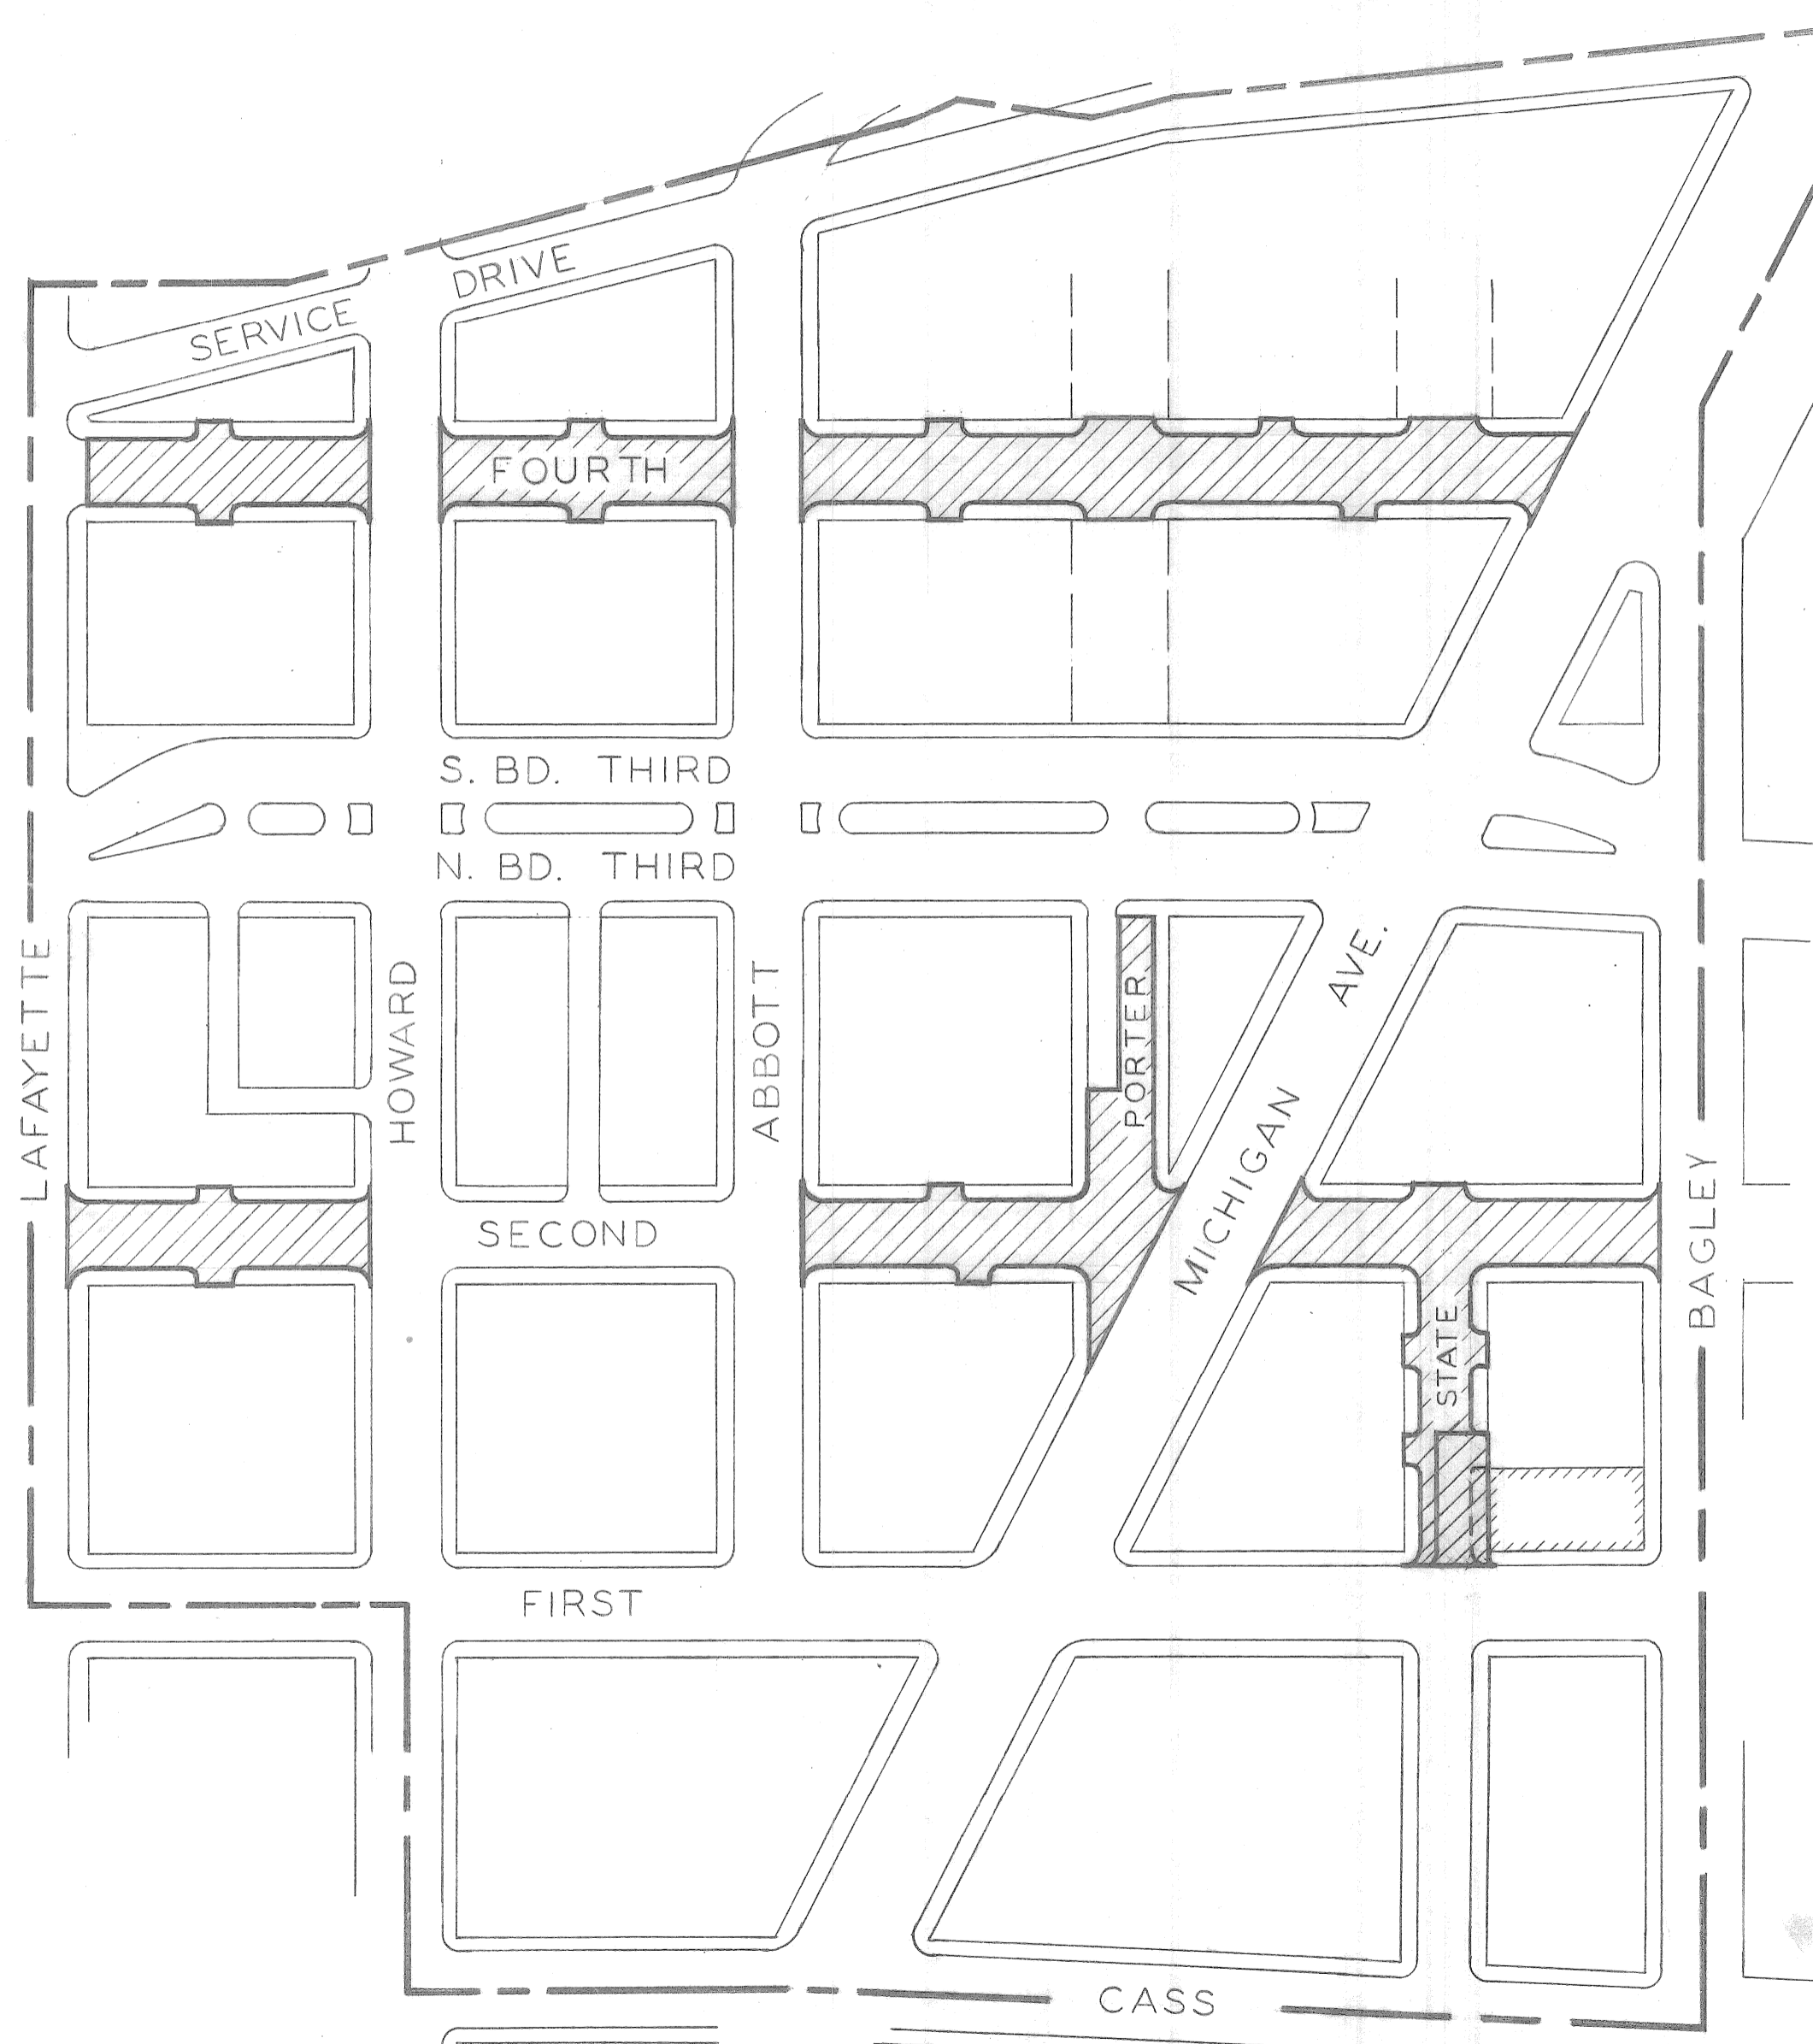 DRIVE
SERVICE
FOURTH
S. BD. THIRD
N. BD. THIRD
AVE.
LAFAYETTE
HOWARD
ABBOTT
PORTER
MICHIGAN
BAGLEY
SECOND
STATE
FIRST
CASS